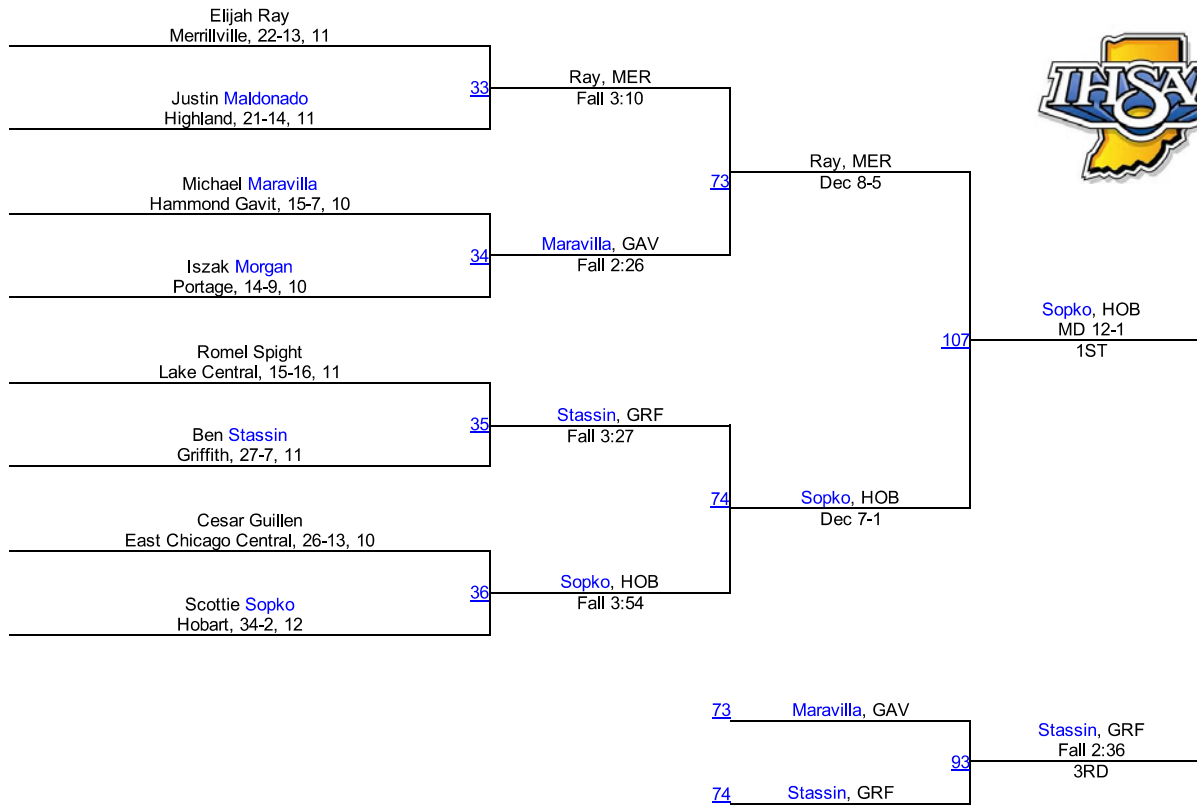 Elijah Ray
Merrillville, 22-13, 11
33
Ray, MER
Fall 3:10
Justin Maldonado
Highland, 21-14, 11
73
Ray, MER
Dec 8-5
Michael Maravilla
Hammond Gavit, 15-7, 10
34
Maravilla, GAV
Fall 2:26
Iszak Morgan
Portage, 14-9, 10
107
Sopko, HOB
MD 12-1
1ST
Romel Spight
Lake Central, 15-16, 11
35
Stassin, GRF
Fall 3:27
Ben Stassin
Griffith, 27-7, 11
74
Sopko, HOB
Dec 7-1
Cesar Guillen
East Chicago Central, 26-13, 10
36
Sopko, HOB
Fall 3:54
Scottie Sopko
Hobart, 34-2, 12
73
Maravilla, GAV
93
Stassin, GRF
Fall 2:36
3RD
74
Stassin, GRF
IHSAA